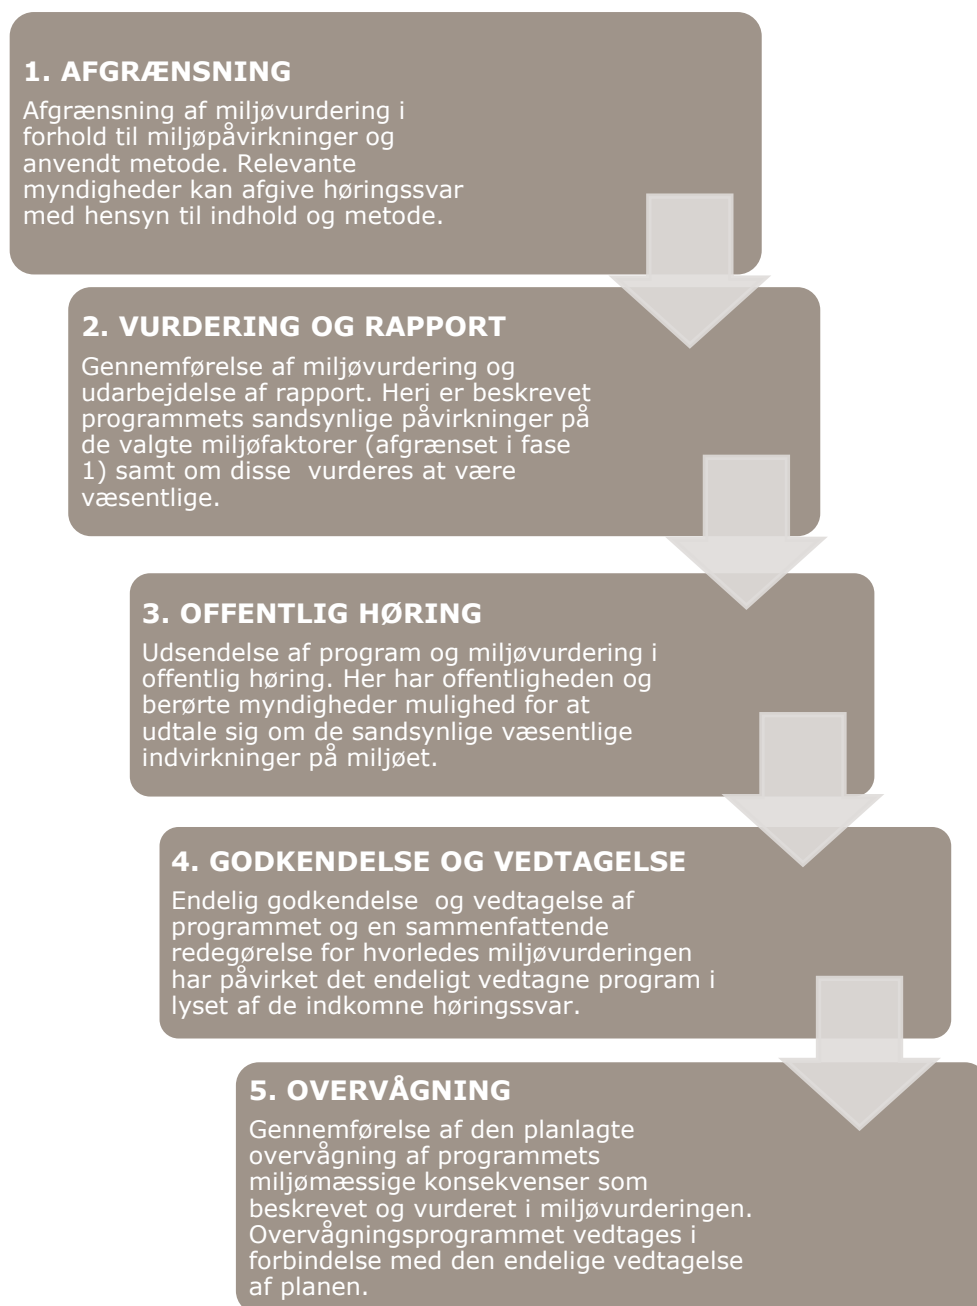 1. AFGRÆNSNING
Afgrænsning af miljøvurdering i
forhold til miljøpåvirkninger og
anvendt metode. Relevante
myndigheder kan afgive høringssvar
med hensyn til indhold og metode.
2. VURDERING OG RAPPORT
Gennemførelse af miljøvurdering og
udarbejdelse af rapport. Heri er beskrevet
programmets sandsynlige påvirkninger på
de valgte miljøfaktorer (afgrænset i fase
1) samt om disse  vurderes at være
væsentlige.
3. OFFENTLIG HØRING
Udsendelse af program og miljøvurdering i
offentlig høring. Her har offentligheden og
berørte myndigheder mulighed for at
udtale sig om de sandsynlige væsentlige
indvirkninger på miljøet.
4. GODKENDELSE OG VEDTAGELSE
Endelig godkendelse  og vedtagelse af
programmet og en sammenfattende
redegørelse for hvorledes miljøvurderingen
har påvirket det endeligt vedtagne program i
lyset af de indkomne høringssvar.
5. OVERVÅGNING
Gennemførelse af den planlagte
overvågning af programmets
miljømæssige konsekvenser som
beskrevet og vurderet i miljøvurderingen.
Overvågningsprogrammet vedtages i
forbindelse med den endelige vedtagelse
af planen.